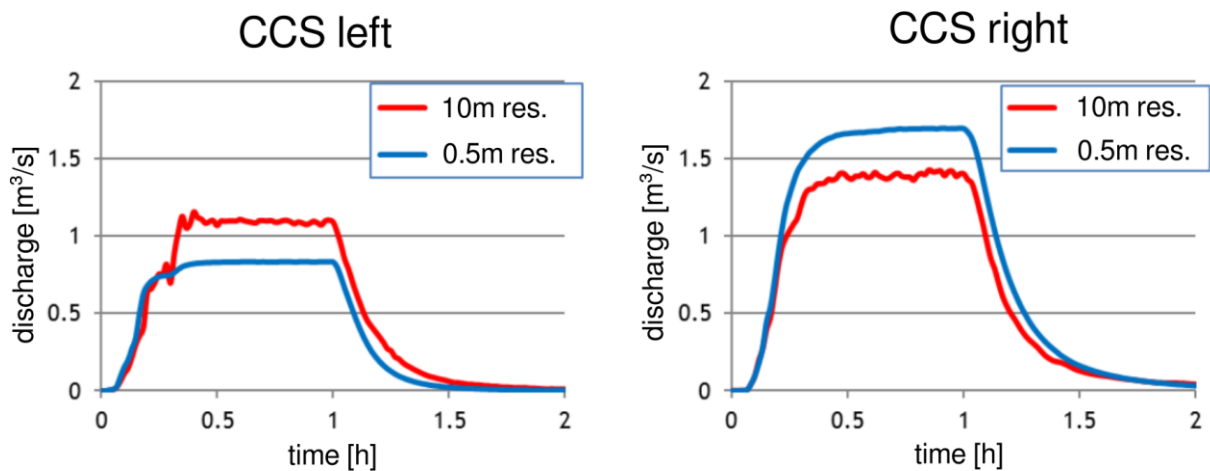 CCS left
2
1.5
1
0.5
0
discharge [m³/s]
10m res.
0.5m res.
0 0.5 1 1.5 2
time [h]
CCS right
2
1.5
1
0.5
0
discharge [m³/s]
10m res.
0.5m res.
0 0.5 1 1.5 2
time [h]